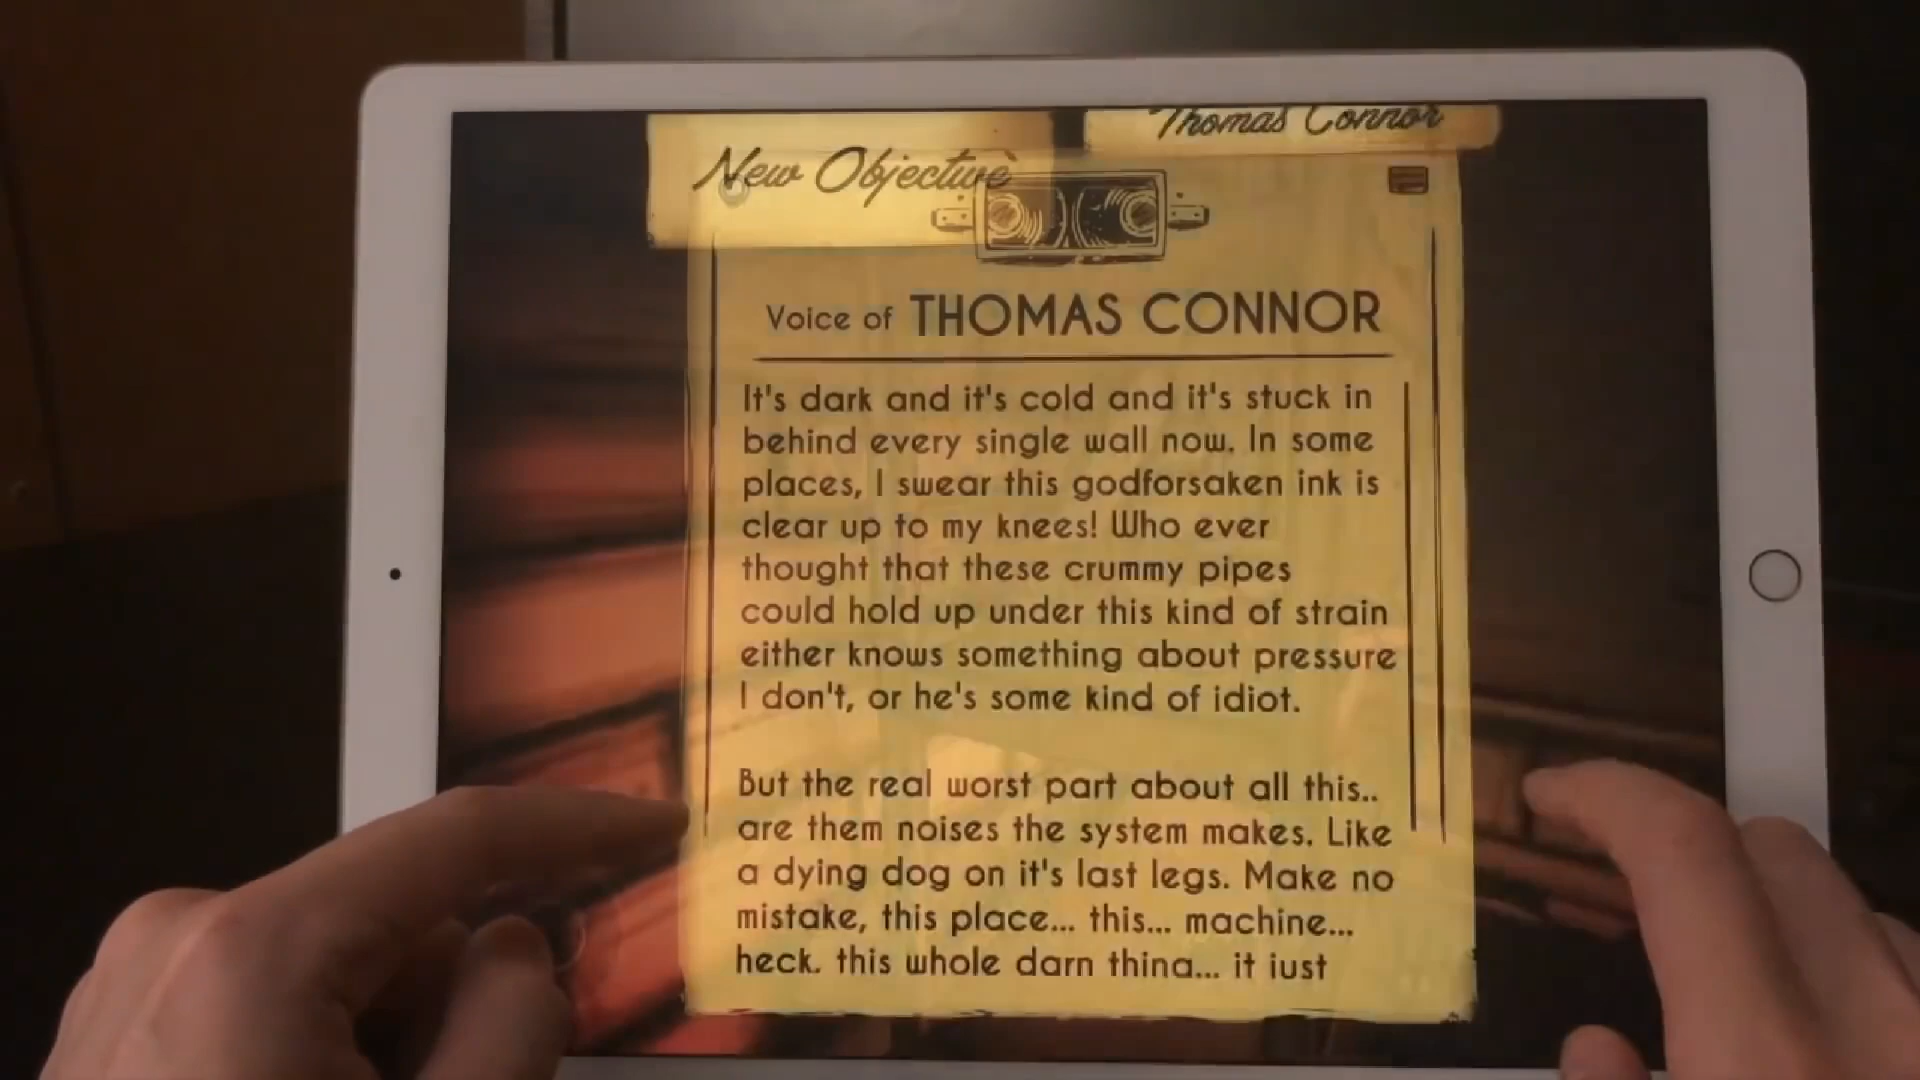 Thomas Connor
New Objective
Voice of THOMAS CONNOR
It's dark and it's cold and it's stuck in
behind every single wall now. In some
places, I swear this godforsaken ink is
clear up to my knees! Who ever
thought that these crummy pipes
could hold up under this kind of strain
either knows something about pressure
I don't, or he's some kind of idiot.
But the real worst part about all this..
are them noises the system makes. Like
a dying dog on it's last legs. Make no
mistake, this place... this... machine...
heck, this whole darn thing... it just